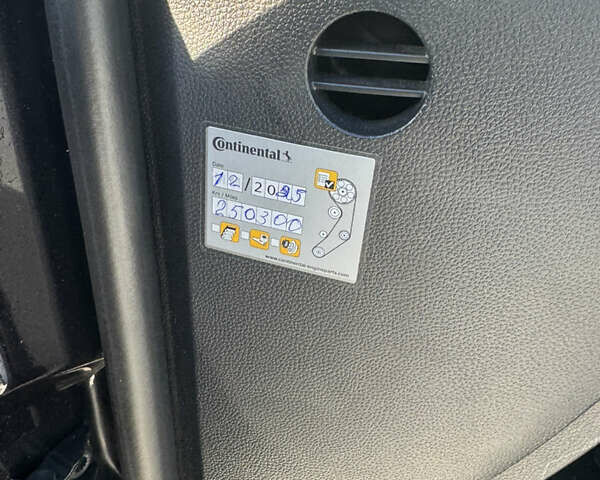 Continental
Date
12/2025
Km / Miles
250300
www.continental-engineparts.com